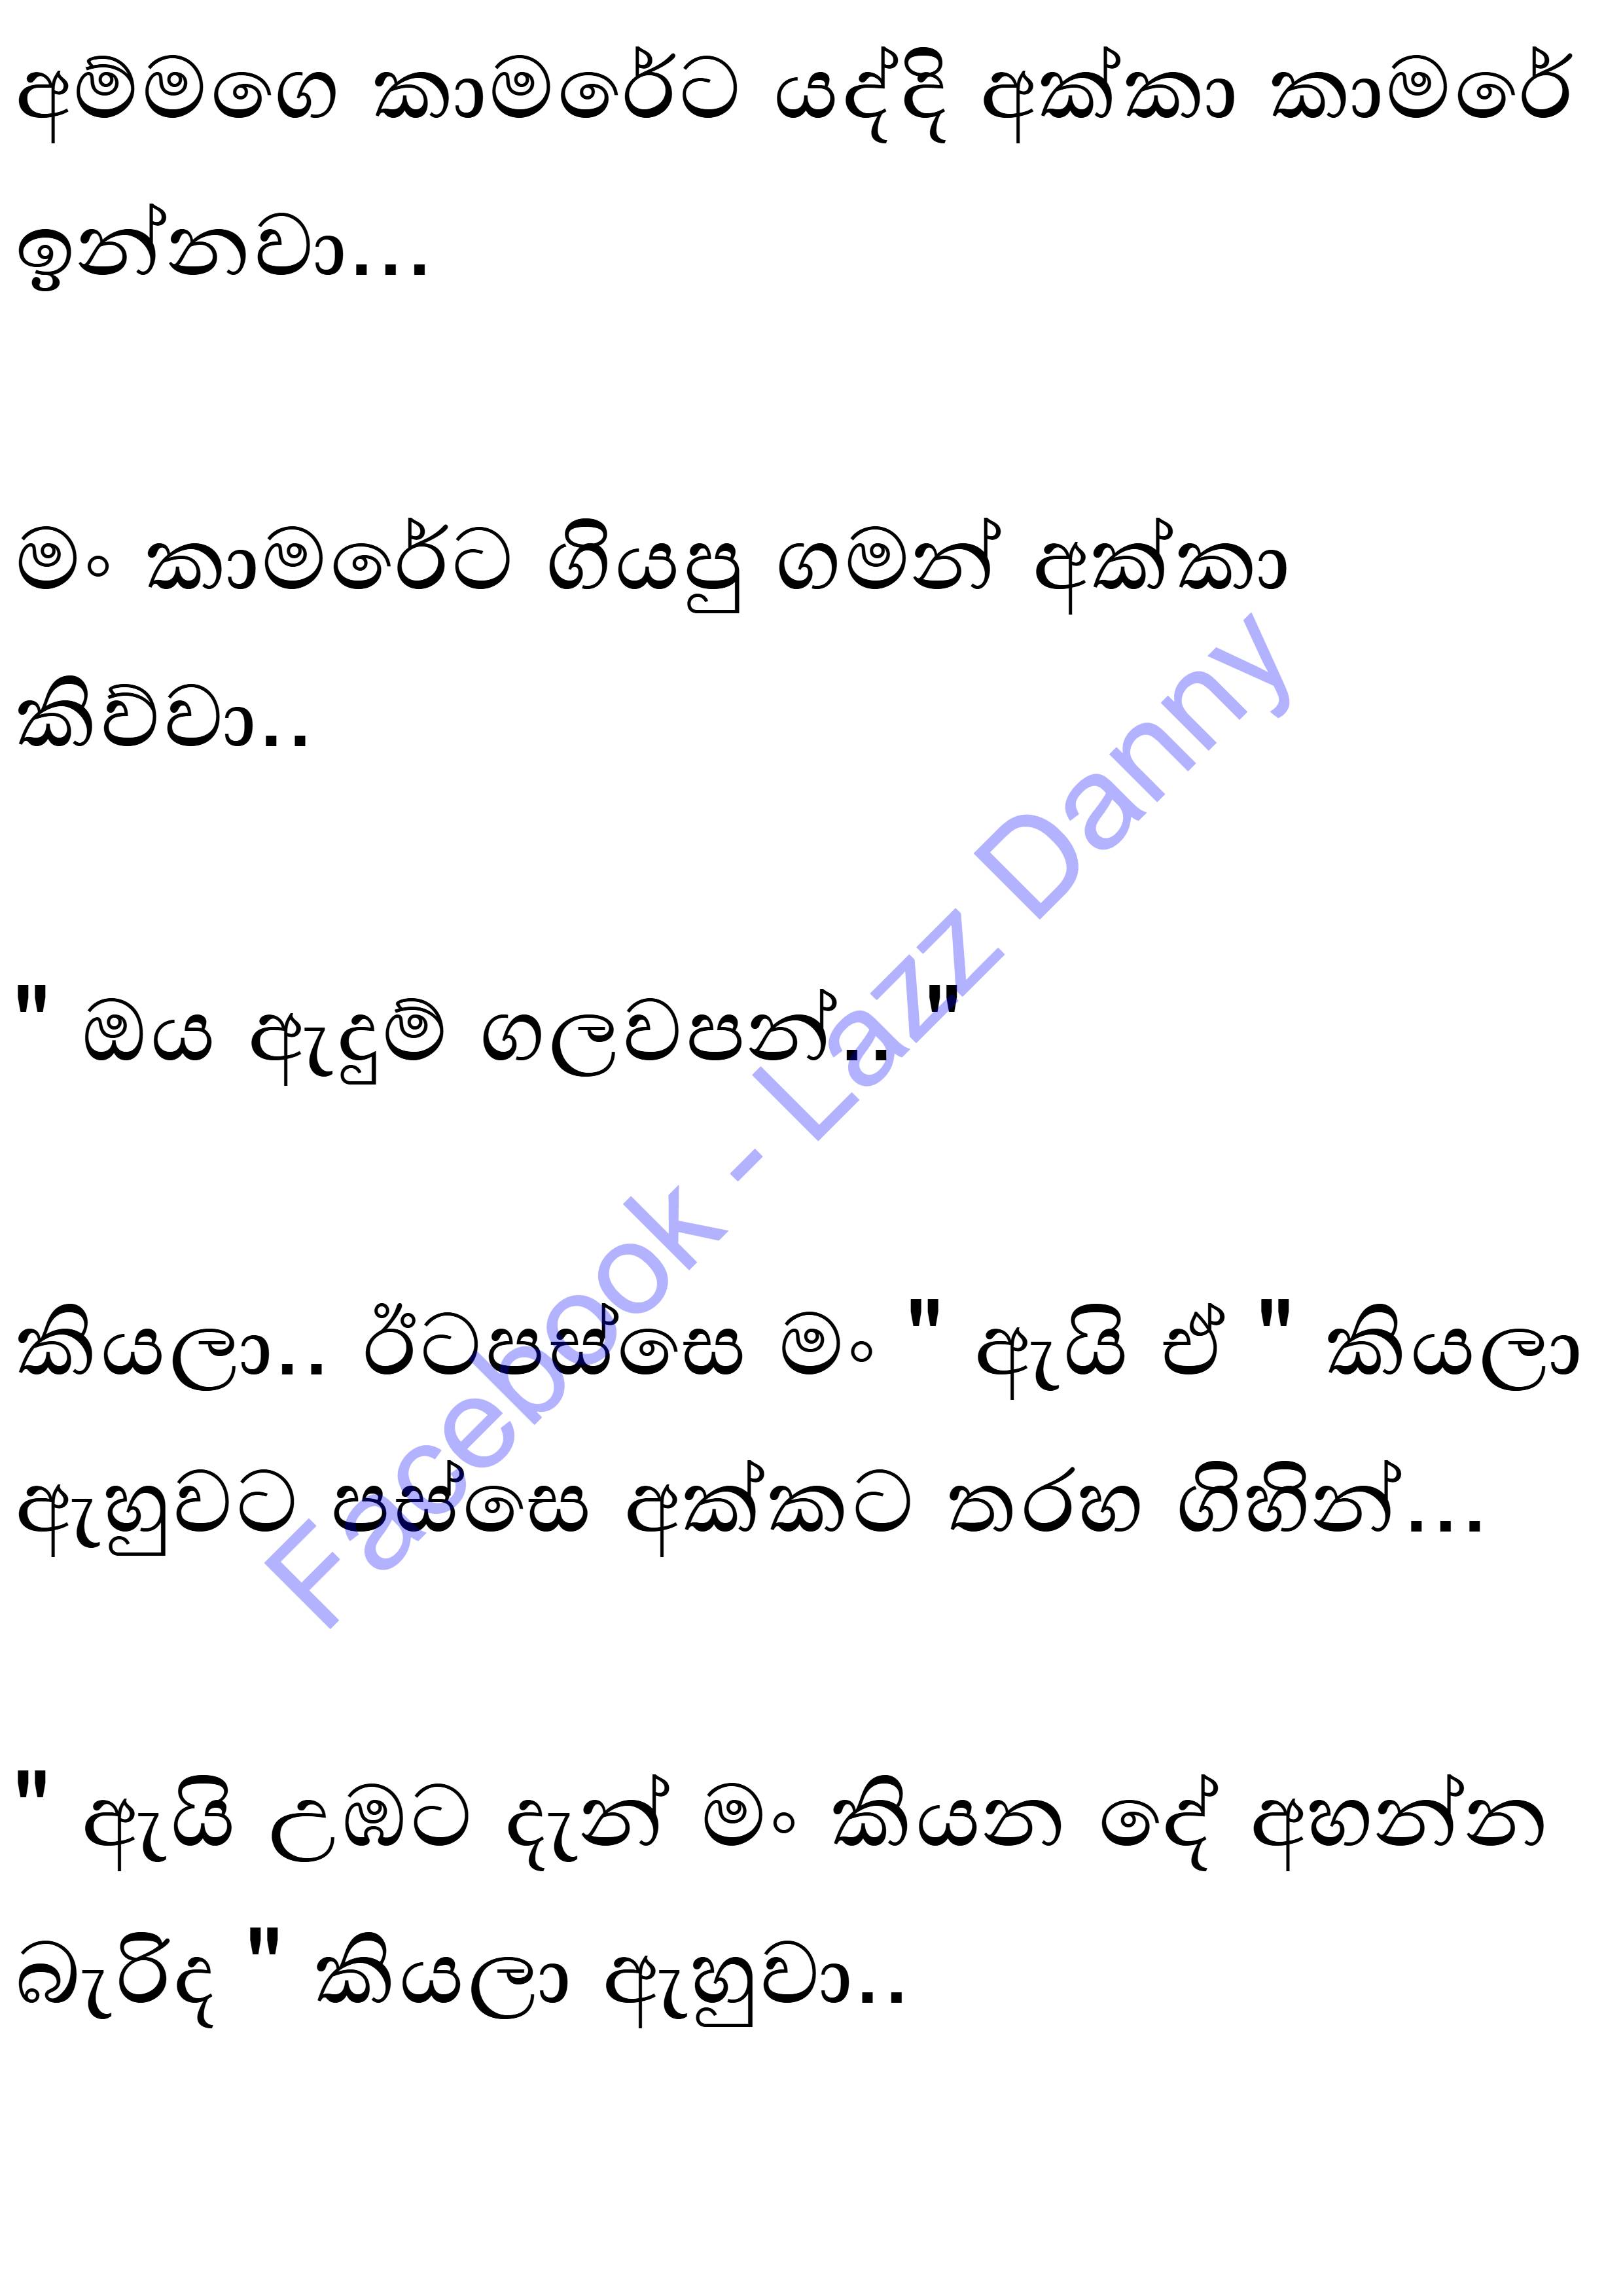 අම්මගෙ කාමරේට යද්දි අක්කා කාමරේ
ඉන්නවා...
මං කාමරේට ගියපු ගමන් අක්කා
කිව්වා..
" ඔය ඇදුම් ගලවපන්.. "
කියලා.. ඊටපස්සෙ මං " ඇයි ඒ " කියලා
ඇහුවට පස්සෙ අක්කට තරහ ගිහින්...
" ඇයි උඹට දැන් මං කියන දේ අහන්න
බැරිද " කියලා ඇහුවා..
Facebook - Lazz Danny